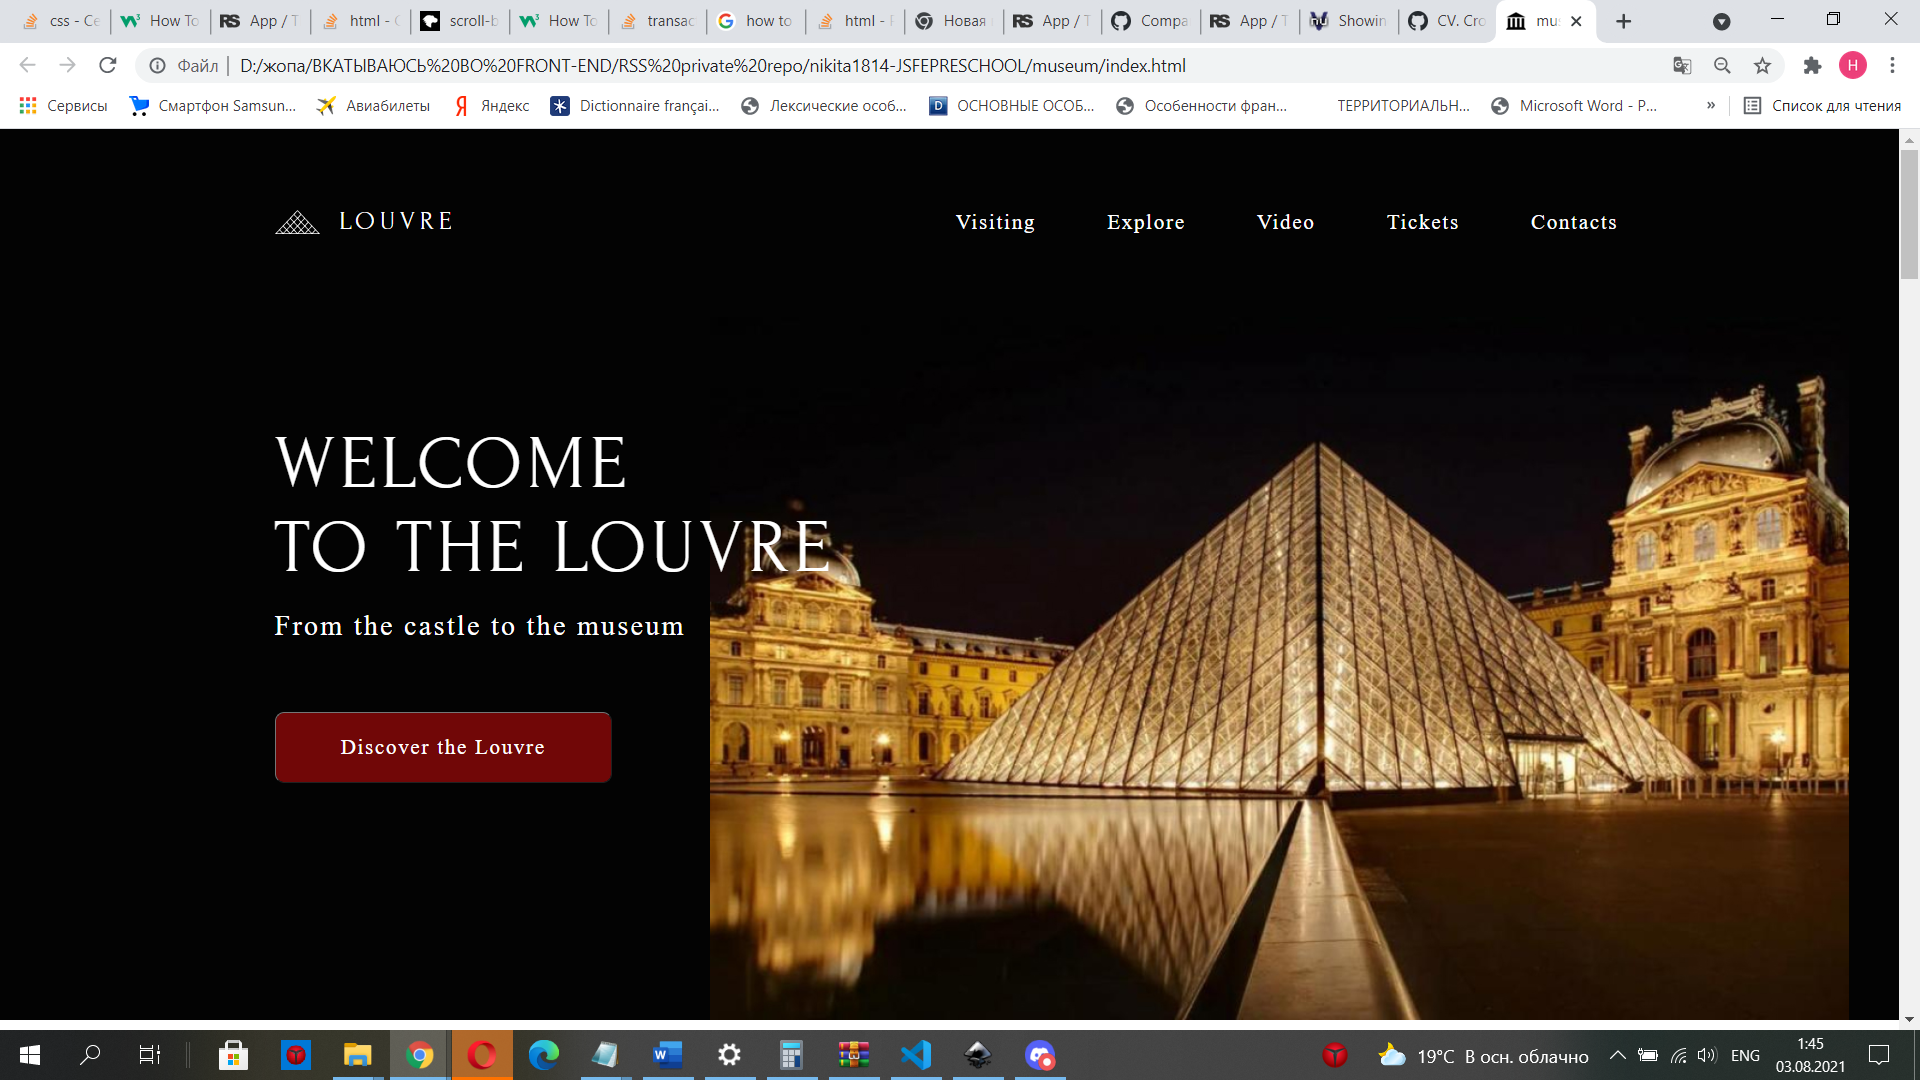 css - Ce
How To
App / T
html - C
scroll-b
How To
transac
how to
html - F
Новая
App / T
Compa
App / T
Showin
CV. Cro
mu
Файл | D:/жопа/ВКАТЫВАЮСЬ%20ВО%20FRONT-END/RSS%20private%20repo/nikita1814-JSFEPRESCHOOL/museum/index.html
Н
Сервисы
Смартфон Samsun...
Авиабилеты
Яндекс
Dictionnaire françai...
Лексические особ...
ОСНОВНЫЕ ОСОБ...
Особенности фран...
ТЕРРИТОРИАЛЬН...
Microsoft Word - P...
»
Список для чтения
LOUVRE
Visiting
Explore
Video
Tickets
Contacts
WELCOME
TO THE LOUVRE
From the castle to the museum
Discover the Louvre
19°C В осн. облачно
ENG
1:45
03.08.2021